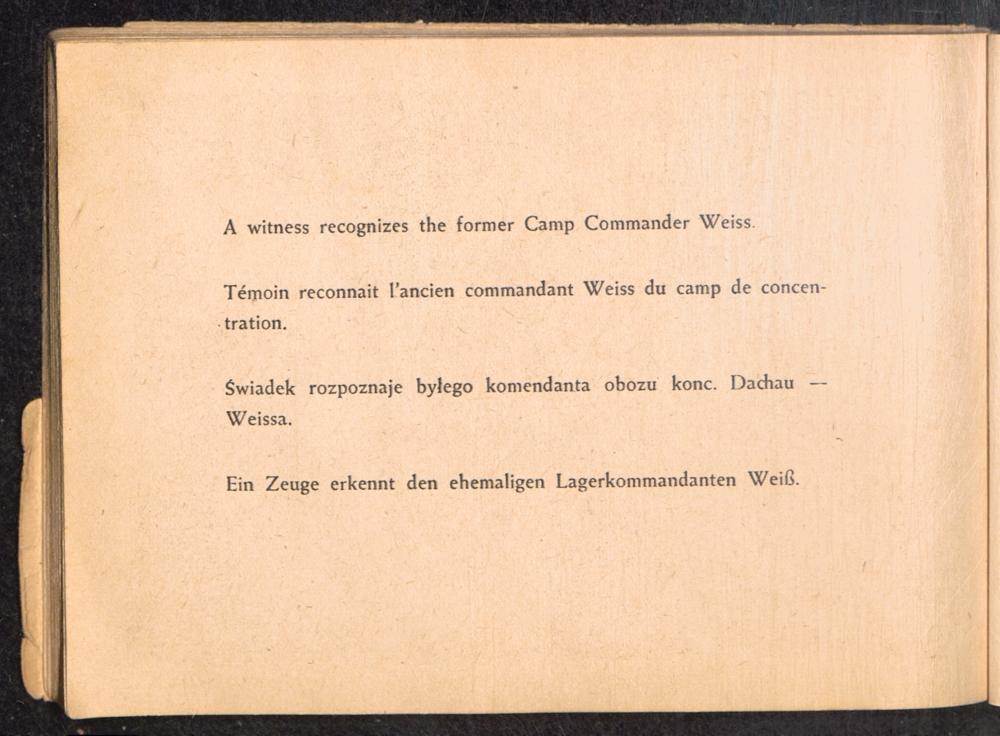 A witness recognizes the former Camp Commander Weiss.
Témoin reconnait l'ancien commandant Weiss du camp de concen-
tration.
Świadek rozpoznaje byłego komendanta obozu konc. Dachau —
Weissa.
Ein Zeuge erkennt den ehemaligen Lagerkommandanten Weiß.